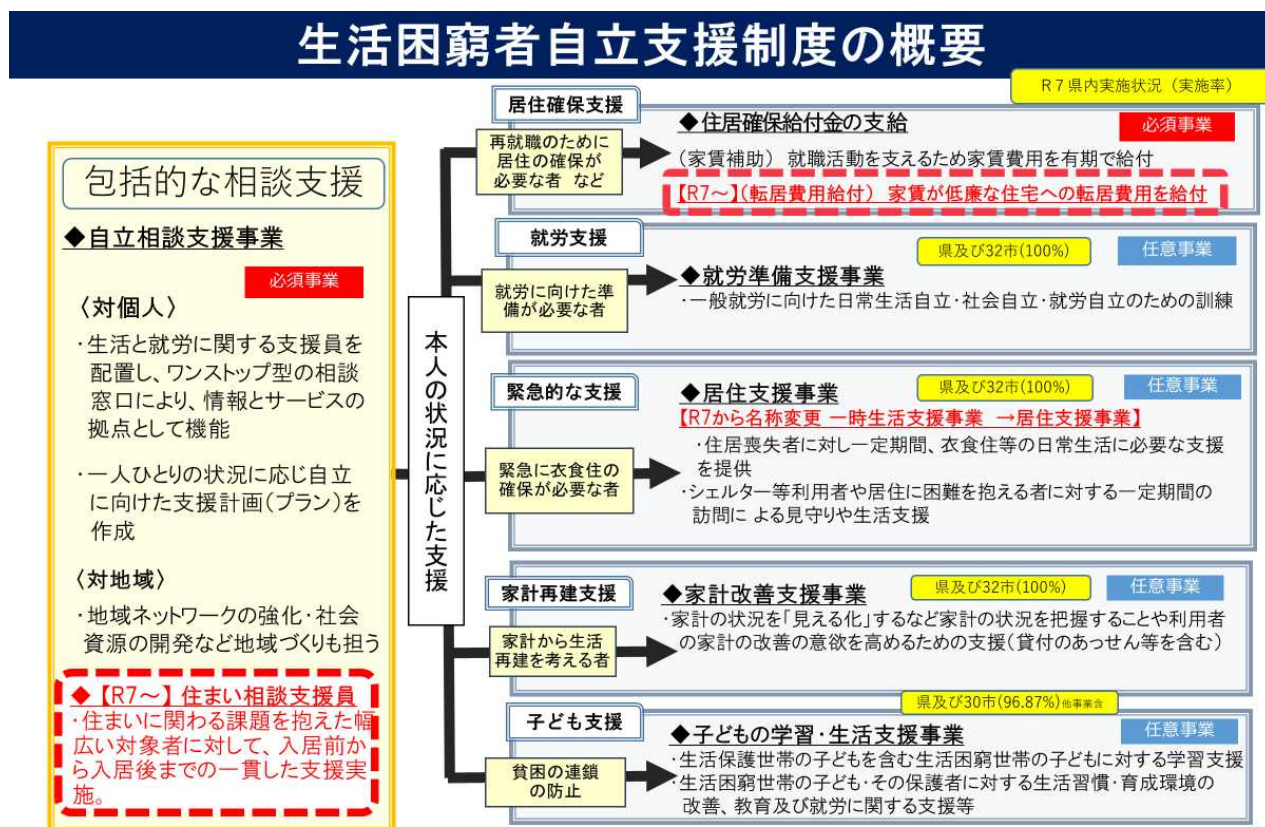 生活困窮者自立支援制度の概要
R7県内実施状況(実施率)
包括的な相談支援
◆自立相談支援事業
必須事業
〈対個人〉
・生活と就労に関する支援員を
配置し、ワンストップ型の相談
窓口により、情報とサービスの
拠点として機能
・一人ひとりの状況に応じ自立
に向けた支援計画(プラン)を
作成
〈対地域〉
・地域ネットワークの強化・社会
資源の開発など地域づくりも担う
◆【R7~】住まい相談支援員
・住まいに関わる課題を抱えた幅
広い対象者に対して、入居前か
ら入居後までの一貫した支援実
施。
本人の状況に応じた支援
居住確保支援
再就職のために
居住の確保が
必要な者 など
◆住居確保給付金の支給
必須事業
(家賃補助) 就職活動を支えるため家賃費用を有期で給付
【R7~】(転居費用給付) 家賃が低廉な住宅への転居費用を給付
就労支援
就労に向けた準
備が必要な者
県及び32市(100%)
任意事業
◆就労準備支援事業
・一般就労に向けた日常生活自立・社会自立・就労自立のための訓練
緊急的な支援
緊急に衣食住の
確保が必要な者
◆居住支援事業
県及び32市(100%)
任意事業
【R7から名称変更 一時生活支援事業 →居住支援事業】
・住居喪失者に対し一定期間、衣食住等の日常生活に必要な支援
を提供
・シェルター等利用者や居住に困難を抱える者に対する一定期間の
訪問に よる見守りや生活支援
家計再建支援
家計から生活
再建を考える者
◆家計改善支援事業
県及び32市(100%)
任意事業
・家計の状況を「見える化」するなど家計の状況を把握することや利用者
の家計の改善の意欲を高めるための支援(貸付のあっせん等を含む)
子ども支援
貧困の連鎖
の防止
県及び30市(96.87%)他事業含
◆子どもの学習・生活支援事業
任意事業
・生活保護世帯の子どもを含む生活困窮世帯の子どもに対する学習支援
・生活困窮世帯の子ども・その保護者に対する生活習慣・育成環境の
改善、教育及び就労に関する支援等